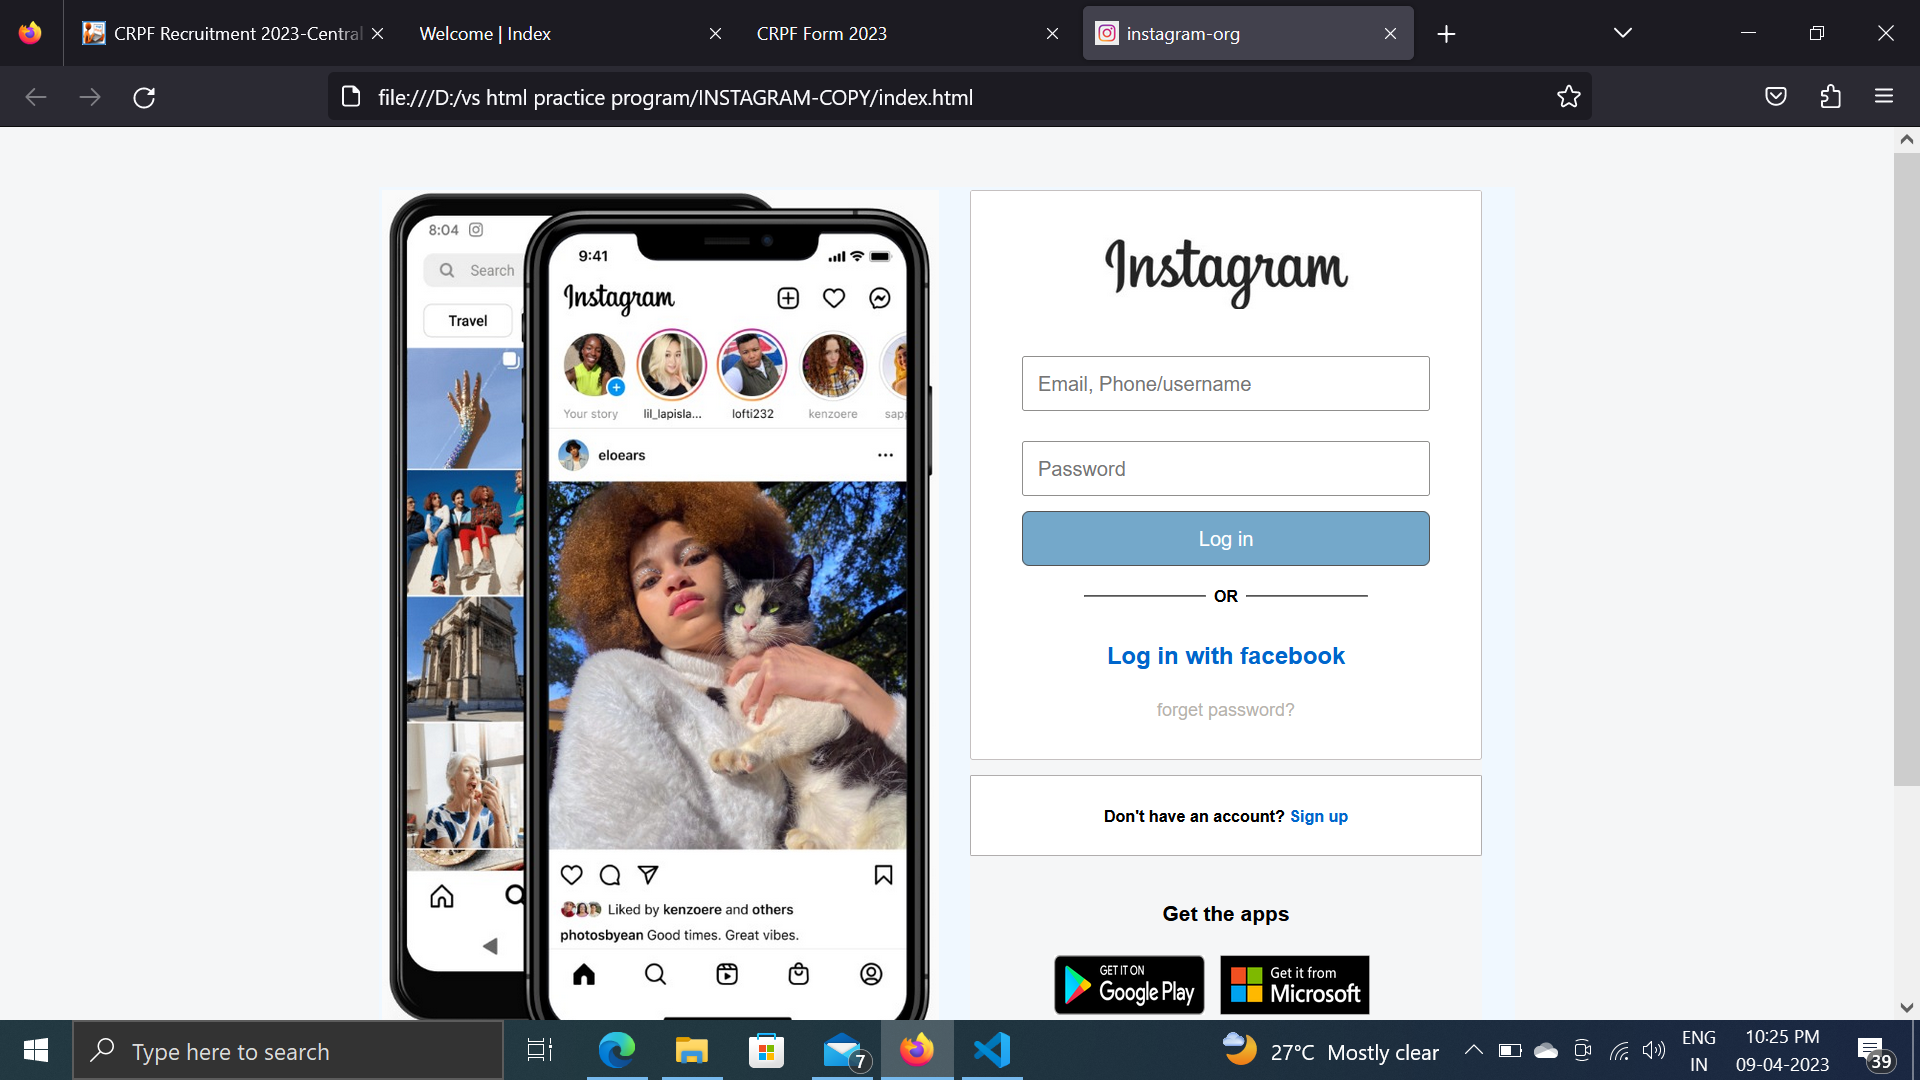 CRPF Recruitment 2023-Central
Welcome | Index
CRPF Form 2023
instagram-org
file:///D:/vs html practice program/INSTAGRAM-COPY/index.html
8:04
Search
Travel
9:41
Instagram
Your story
lil_lapisla...
lofti232
kenzoere
sapp
eloears
Liked by kenzoere and others
photosbyean Good times. Great vibes.
Instagram
Email, Phone/username
Password
Log in
OR
Log in with facebook
forget password?
Don't have an account? Sign up
Get the apps
GET IT ON
Google Play
Get it from
Microsoft
Type here to search
7
27°C Mostly clear
ENG
IN
10:25 PM
09-04-2023
39